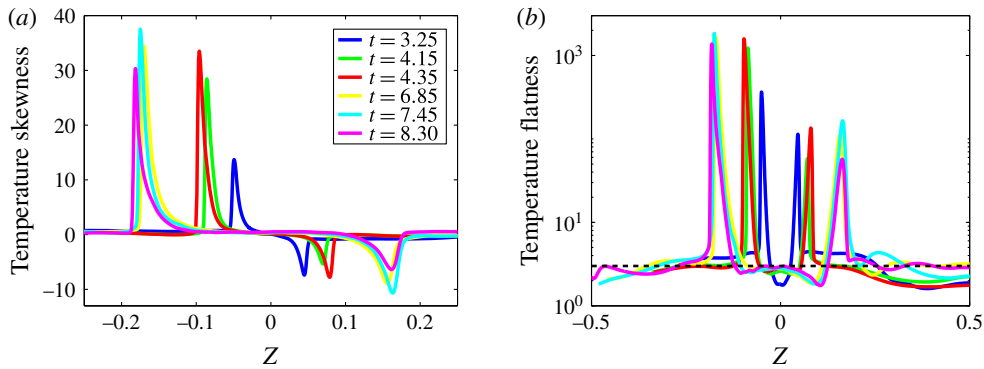 (a)
Temperature skewness
40
30
20
10
0
−10
−0.2
−0.1
0
0.1
0.2
Z
t = 3.25
t = 4.15
t = 4.35
t = 6.85
t = 7.45
t = 8.30
(b)
Temperature flatness
10³
10¹
10⁰
−0.5
0
0.5
Z